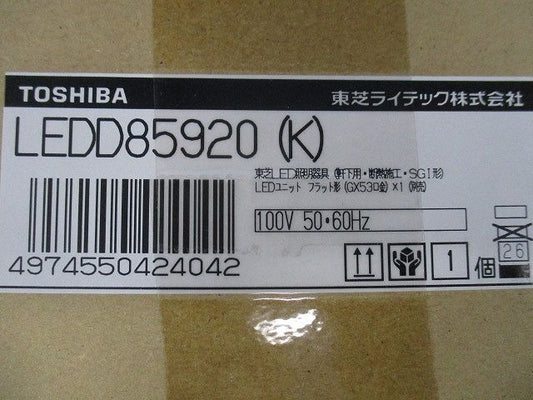 TOSHIBA 東芝ライテック株式会社
LEDD85920 (K)
東芝LED照明器具 (軒下用・断熱施工・SGI形)
LEDユニット フラット形 (GX53口金) ×1 (別売)
100V 50・60Hz
4974550424042
1 個
26